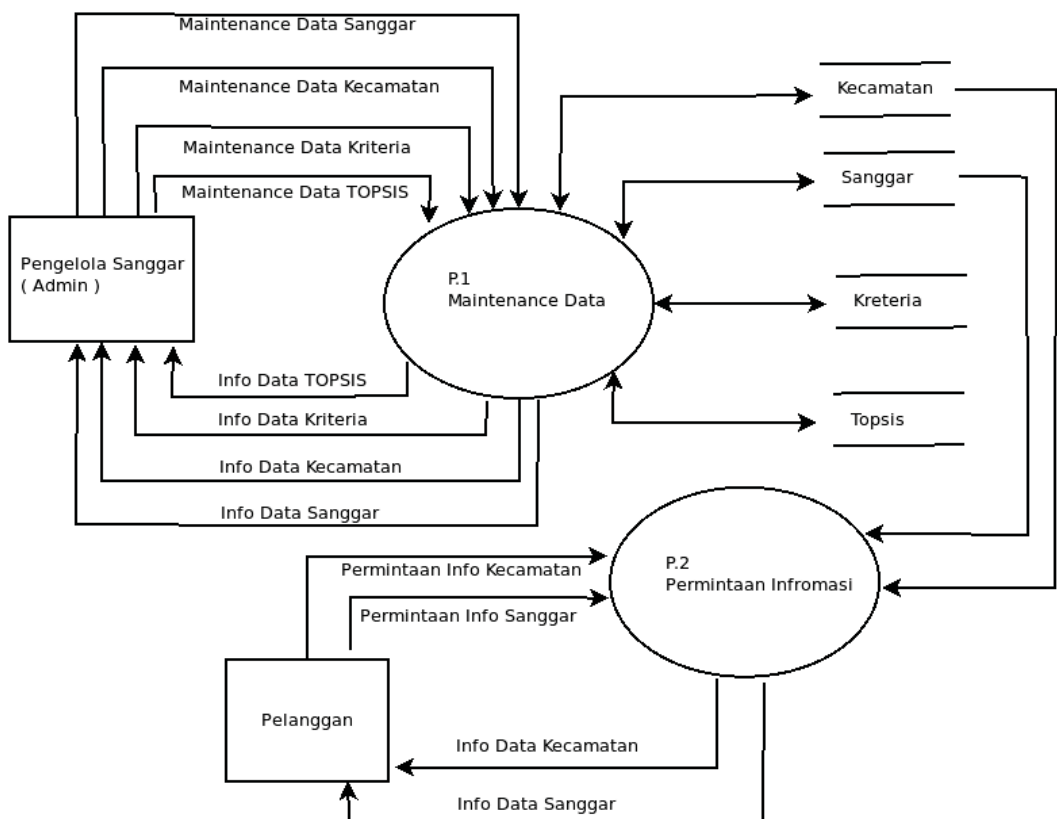 Maintenance Data Sanggar
Maintenance Data Kecamatan
Maintenance Data Kriteria
Maintenance Data TOPSIS
Pengelola Sanggar
( Admin )
P.1
Maintenance Data
Kecamatan
Sanggar
Kreteria
Topsis
Info Data TOPSIS
Info Data Kriteria
Info Data Kecamatan
Info Data Sanggar
P.2
Permintaan Infromasi
Permintaan Info Kecamatan
Permintaan Info Sanggar
Pelanggan
Info Data Kecamatan
Info Data Sanggar